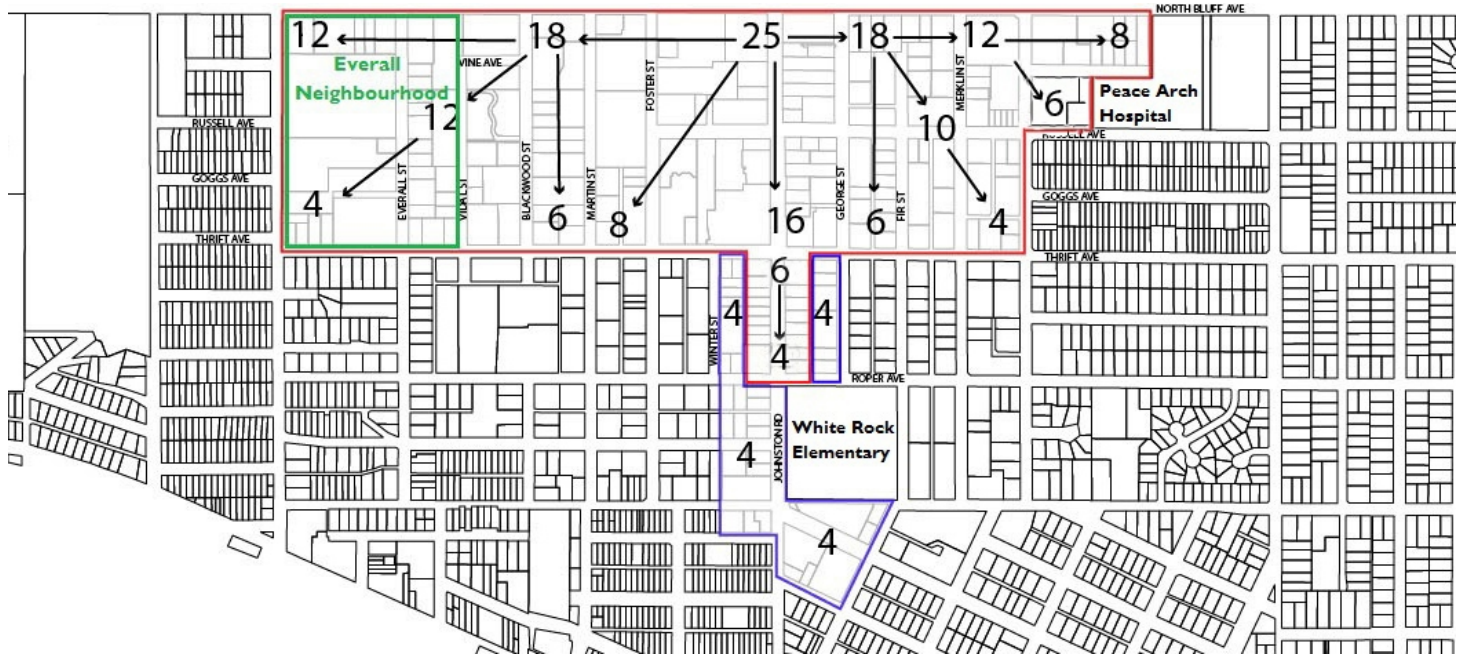 NORTH BLUFF AVE
12
18
25
18
12
8
Everall
Neighbourhood
VINE AVE
FOSTER ST
MERKLIN ST
6
Peace Arch
Hospital
12
10
RUSSELL AVE
RUSSELL AVE
GOGGS AVE
4
EVERALL ST
VIDAL ST
BLACKWOOD ST
6
MARTIN ST
8
16
GEORGE ST
6
FIR ST
4
GOGGS AVE
THRIFT AVE
THRIFT AVE
6
4
4
WINTER ST
4
ROPER AVE
4
JOHNSTON RD
White Rock
Elementary
4